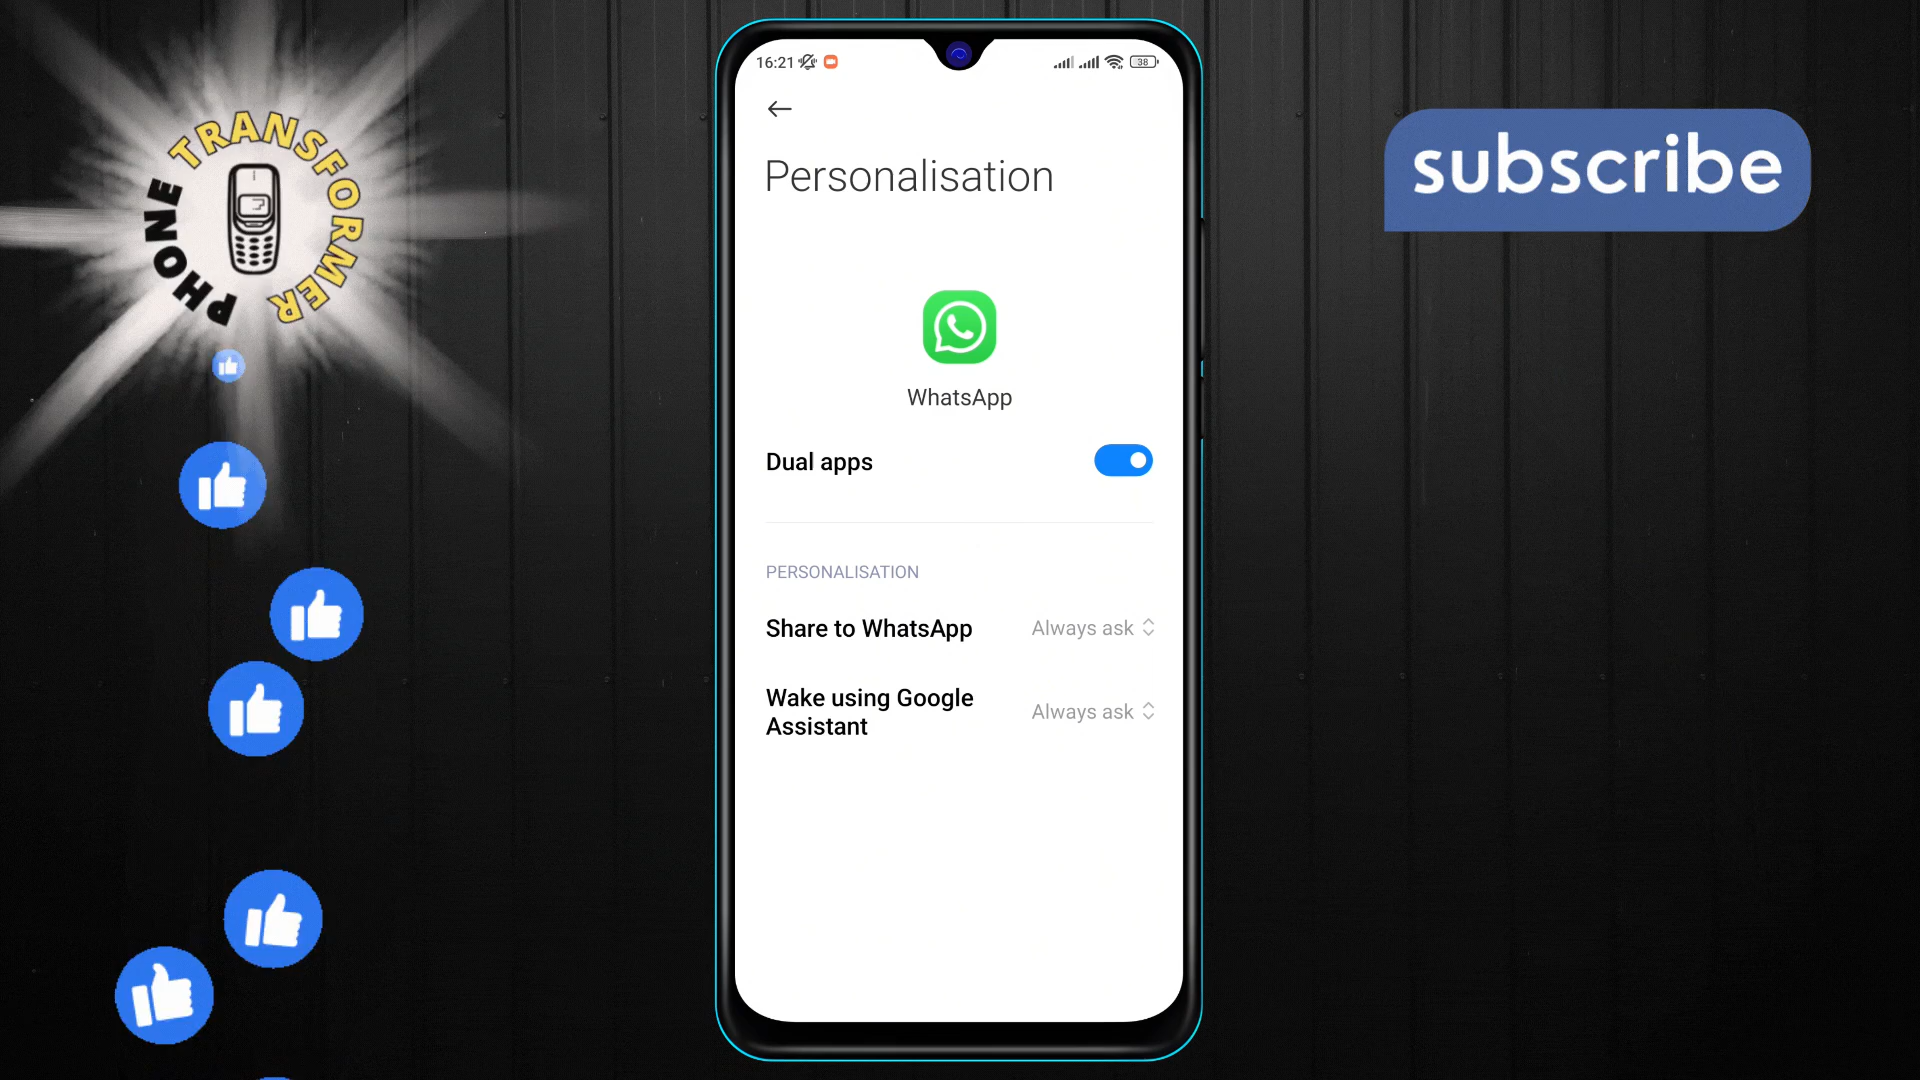 PHONE TRANSFORMER
16:21
38
Personalisation
subscribe
WhatsApp
Dual apps
PERSONALISATION
Share to WhatsApp Always ask
Wake using Google
Assistant
Always ask